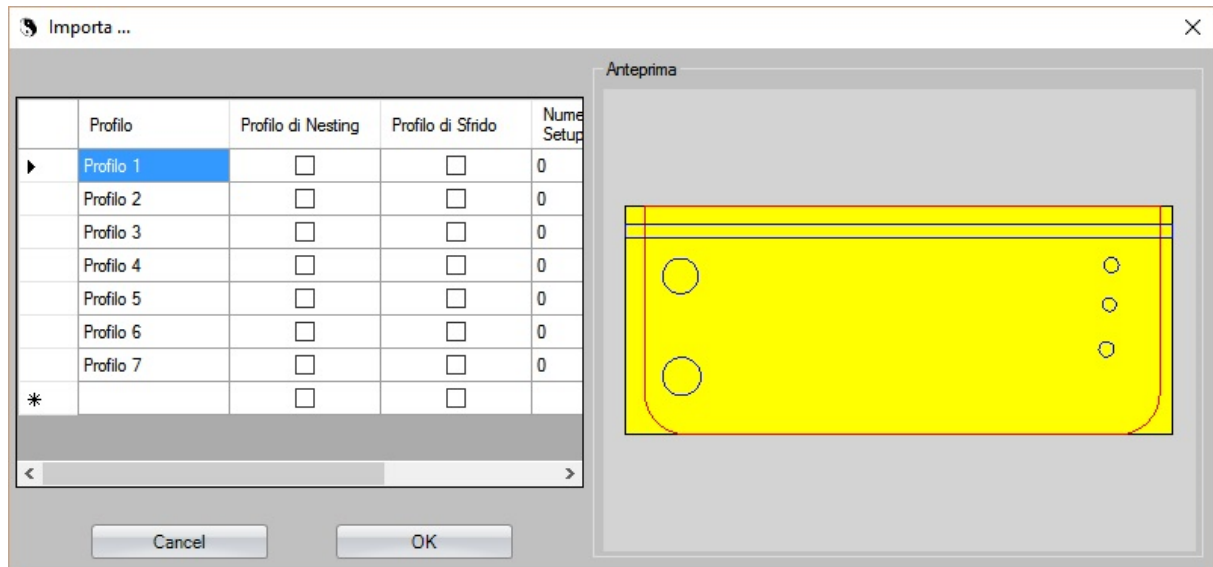 Importa ...
Anteprima
Profilo Profilo di Nesting Profilo di Sfrido Nume
Setup
Profilo 1 0
Profilo 2 0
Profilo 3 0
Profilo 4 0
Profilo 5 0
Profilo 6 0
Profilo 7 0
Cancel OK